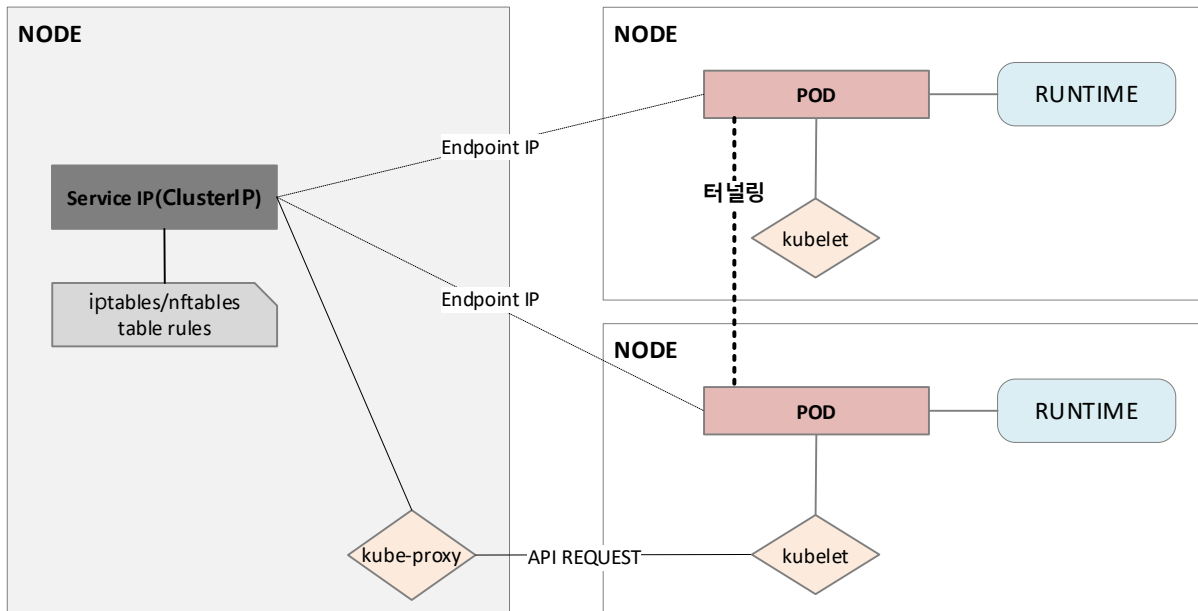 NODE
Service IP(ClusterIP)
iptables/nftables
table rules
kube-proxy
Endpoint IP
Endpoint IP
API REQUEST
NODE
POD
RUNTIME
터널링
kubelet
NODE
POD
RUNTIME
kubelet